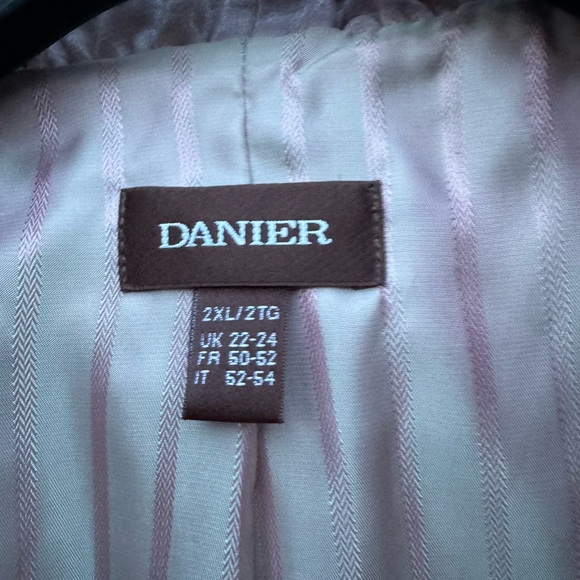 DANIER
2XL/2TG
UK 22-24
FR 50-52
IT 52-54